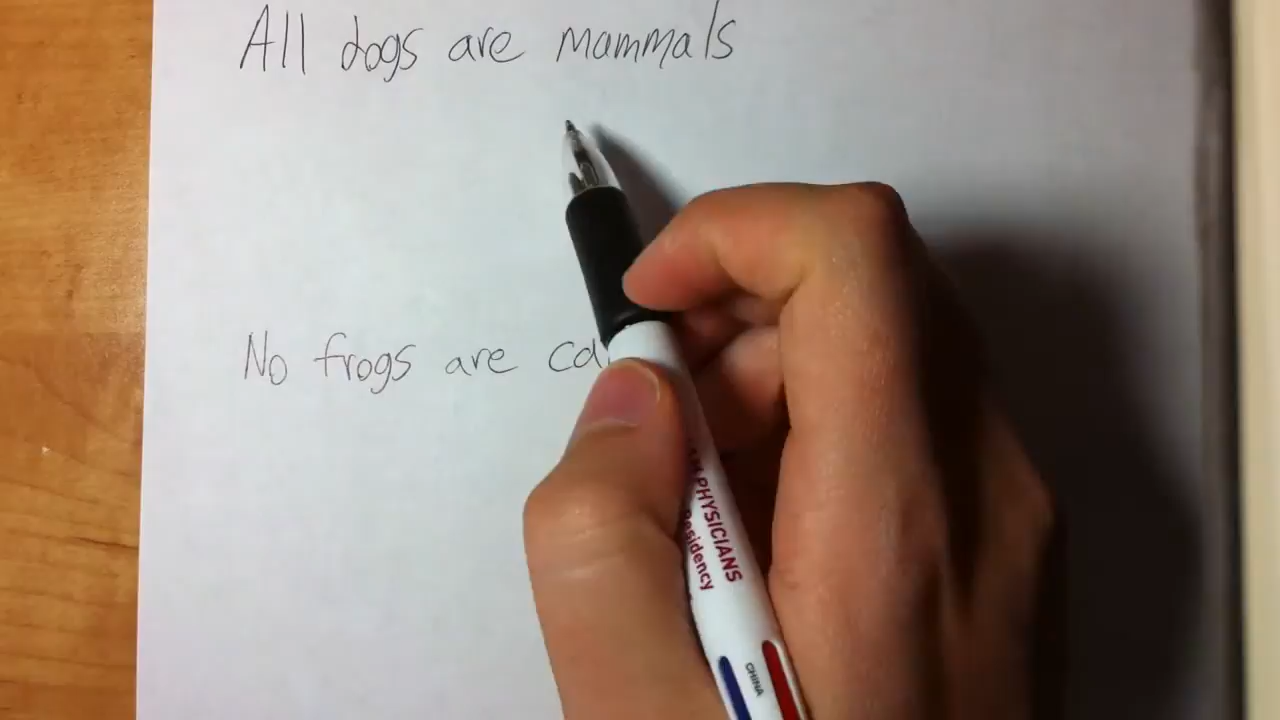 All dogs are mammals
No frogs are
PHYSICIANS
Residency
CHINA